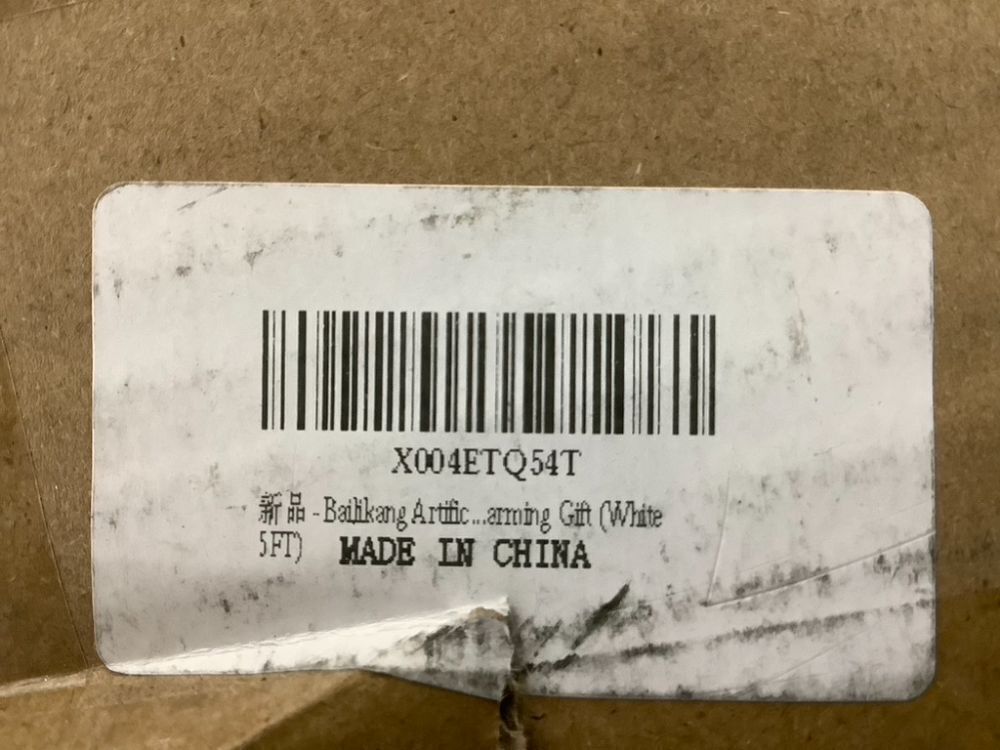 X004ETQ54T
新品 - Bailikang Artific...arming Gift (White
5FT) MADE IN CHINA